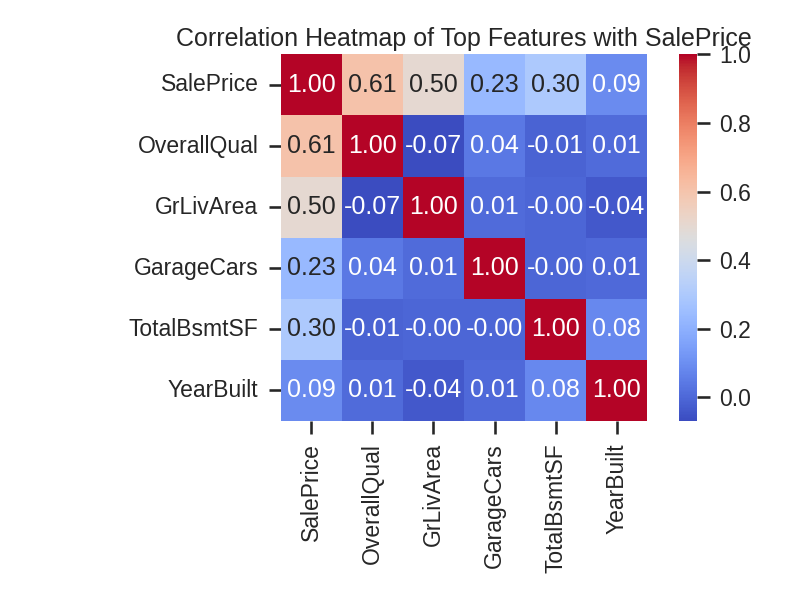 Correlation Heatmap of Top Features with SalePrice
SalePrice 1.00 0.61 0.50 0.23 0.30 0.09
OverallQual 0.61 1.00 -0.07 0.04 -0.01 0.01
GrLivArea 0.50 -0.07 1.00 0.01 -0.00 -0.04
GarageCars 0.23 0.04 0.01 1.00 -0.00 0.01
TotalBsmtSF 0.30 -0.01 -0.00 -0.00 1.00 0.08
YearBuilt 0.09 0.01 -0.04 0.01 0.08 1.00
SalePrice
OverallQual
GrLivArea
GarageCars
TotalBsmtSF
YearBuilt
1.0
0.8
0.6
0.4
0.2
0.0